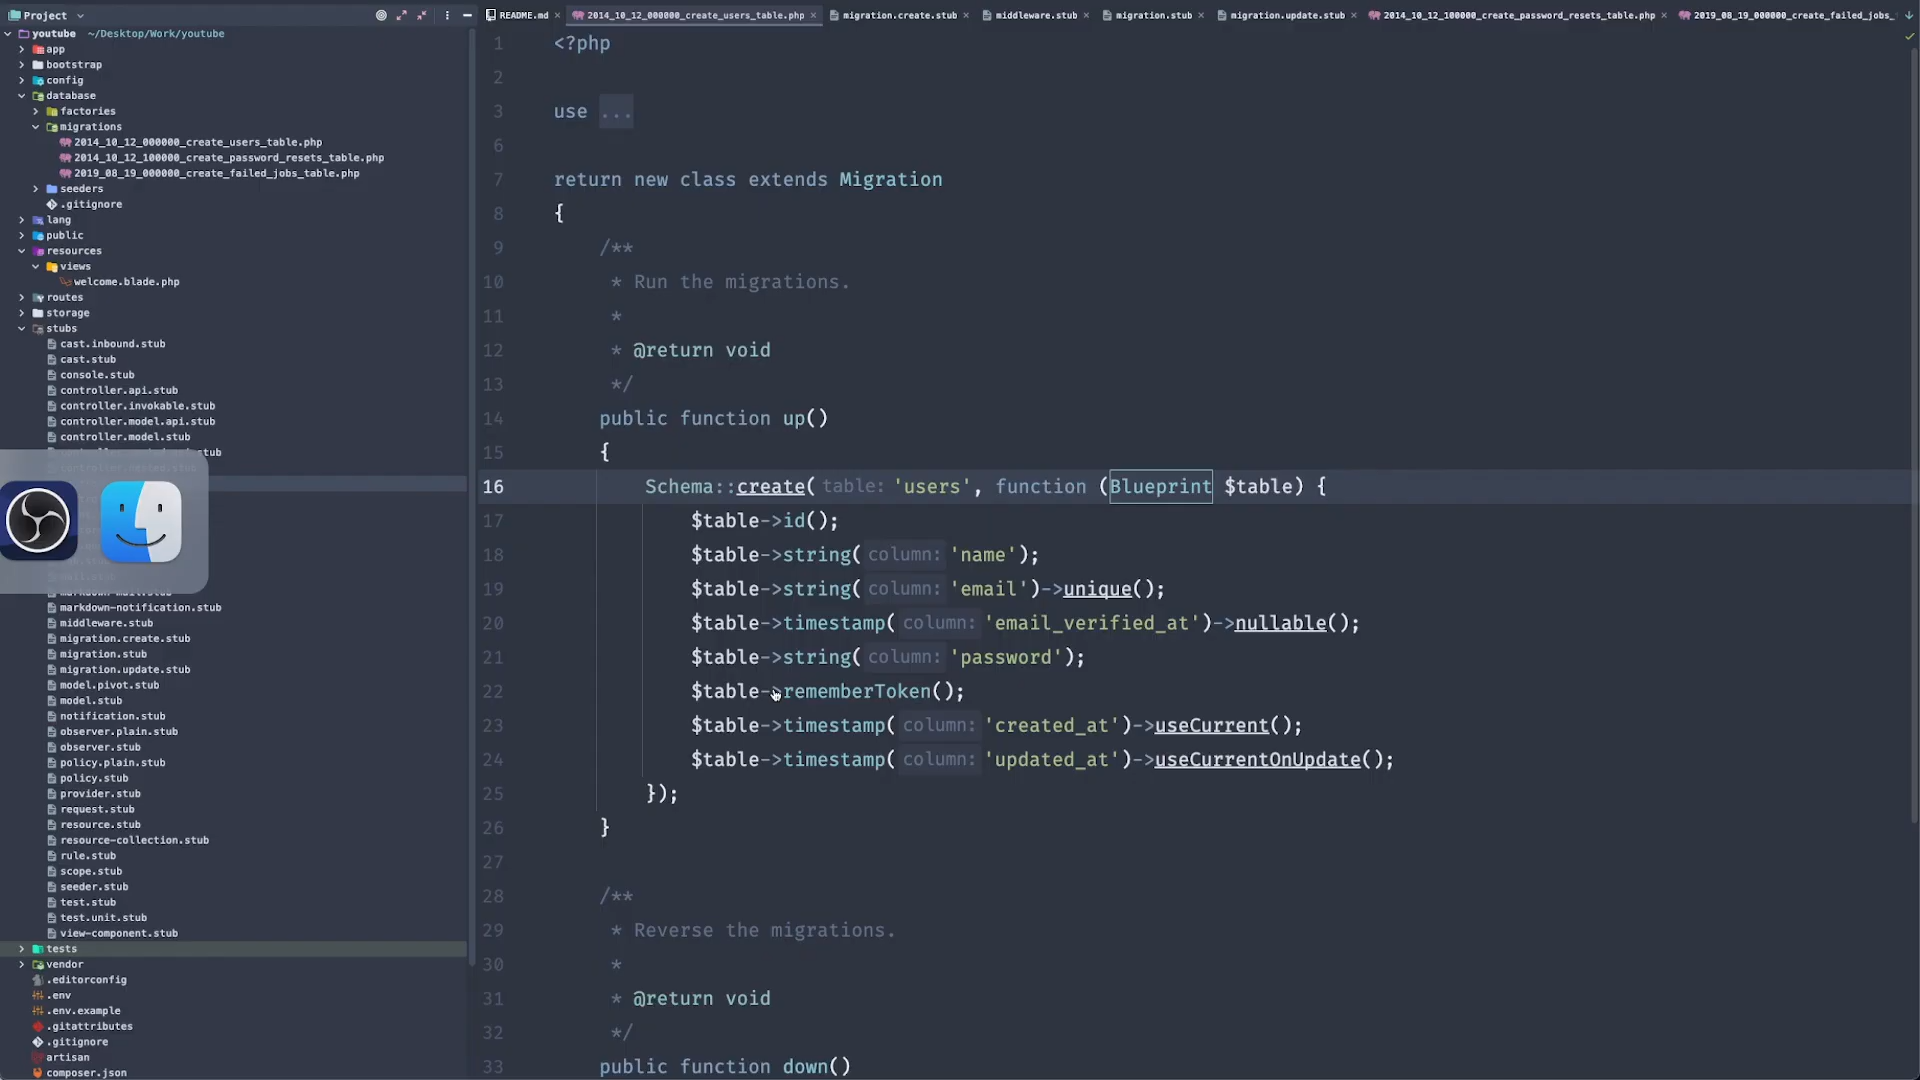 Project
youtube ~/Desktop/Work/youtube
app
bootstrap
config
database
factories
migrations
2014_10_12_000000_create_users_table.php
2014_10_12_100000_create_password_resets_table.php
2019_08_19_000000_create_failed_jobs_table.php
seeders
.gitignore
lang
public
resources
views
welcome.blade.php
routes
storage
stubs
cast.inbound.stub
cast.stub
console.stub
controller.api.stub
controller.invokable.stub
controller.model.api.stub
controller.model.stub
markdown-notification.stub
middleware.stub
migration.create.stub
migration.stub
migration.update.stub
model.pivot.stub
model.stub
notification.stub
observer.plain.stub
observer.stub
policy.plain.stub
policy.stub
provider.stub
request.stub
resource.stub
resource-collection.stub
rule.stub
scope.stub
seeder.stub
test.stub
test.unit.stub
view-component.stub
tests
vendor
.editorconfig
.env
.env.example
.gitattributes
.gitignore
artisan
composer.json
README.md 2014_10_12_000000_create_users_table.php migration.create.stub middleware.stub migration.stub migration.update.stub 2014_10_12_100000_create_password_resets_table.php 2019_08_19_000000_create_failed_jobs_
1 <?php
2
3 use ...
6
7 return new class extends Migration
8 {
9 /**
10 * Run the migrations.
11 *
12 * @return void
13 */
14 public function up()
15 {
16 Schema::create( table: 'users', function (Blueprint $table) {
17 $table->id();
18 $table->string( column: 'name');
19 $table->string( column: 'email')->unique();
20 $table->timestamp( column: 'email_verified_at')->nullable();
21 $table->string( column: 'password');
22 $table->rememberToken();
23 $table->timestamp( column: 'created_at')->useCurrent();
24 $table->timestamp( column: 'updated_at')->useCurrentOnUpdate();
25 });
26 }
27
28 /**
29 * Reverse the migrations.
30 *
31 * @return void
32 */
33 public function down()